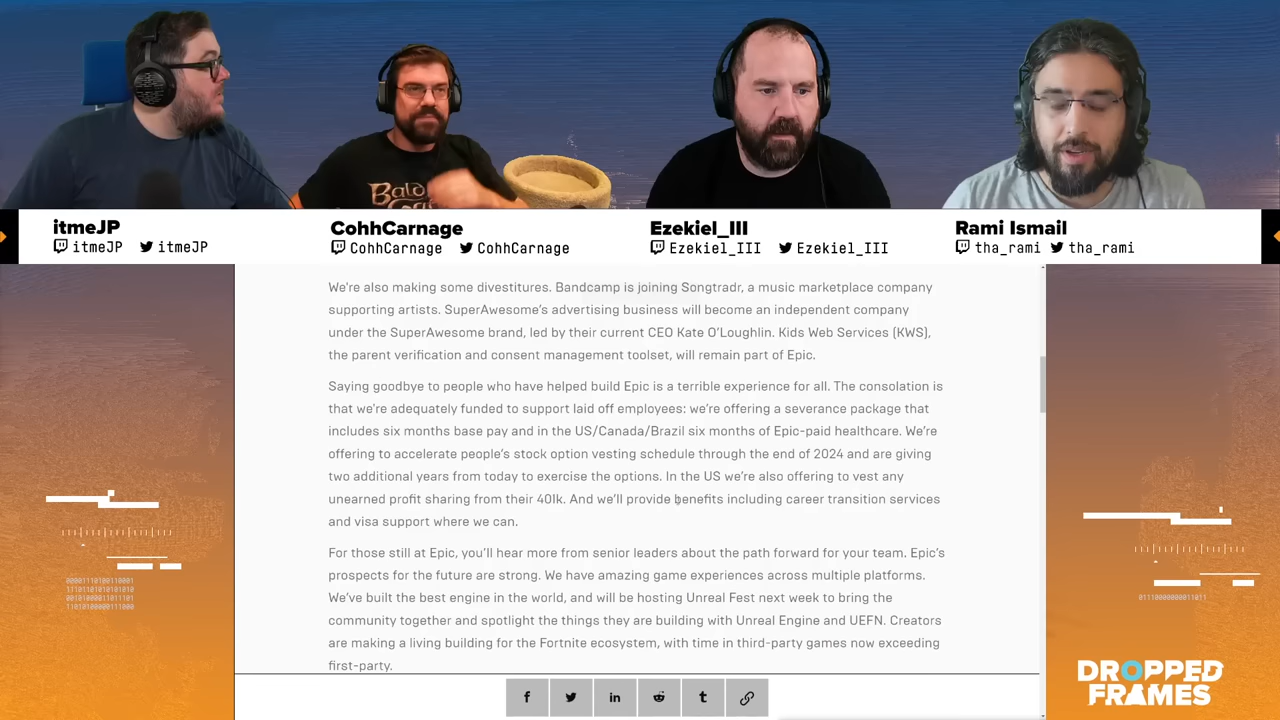 Bald
Ga
itmeJP
itmeJP itmeJP
CohhCarnage
CohhCarnage CohhCarnage
Ezekiel_III
Ezekiel_III Ezekiel_III
Rami Ismail
tha_rami tha_rami
We're also making some divestitures. Bandcamp is joining Songtradr, a music marketplace company
supporting artists. SuperAwesome's advertising business will become an independent company
under the SuperAwesome brand, led by their current CEO Kate O'Loughlin. Kids Web Services (KWS),
the parent verification and consent management toolset, will remain part of Epic.
Saying goodbye to people who have helped build Epic is a terrible experience for all. The consolation is
that we're adequately funded to support laid off employees: we're offering a severance package that
includes six months base pay and in the US/Canada/Brazil six months of Epic-paid healthcare. We're
offering to accelerate people's stock option vesting schedule through the end of 2024 and are giving
two additional years from today to exercise the options. In the US we're also offering to vest any
unearned profit sharing from their 401k. And we'll provide benefits including career transition services
and visa support where we can.
For those still at Epic, you'll hear more from senior leaders about the path forward for your team. Epic's
prospects for the future are strong. We have amazing game experiences across multiple platforms.
We've built the best engine in the world, and will be hosting Unreal Fest next week to bring the
community together and spotlight the things they are building with Unreal Engine and UEFN. Creators
are making a living building for the Fortnite ecosystem, with time in third-party games now exceeding
first-party.
DROPPED
FRAMES